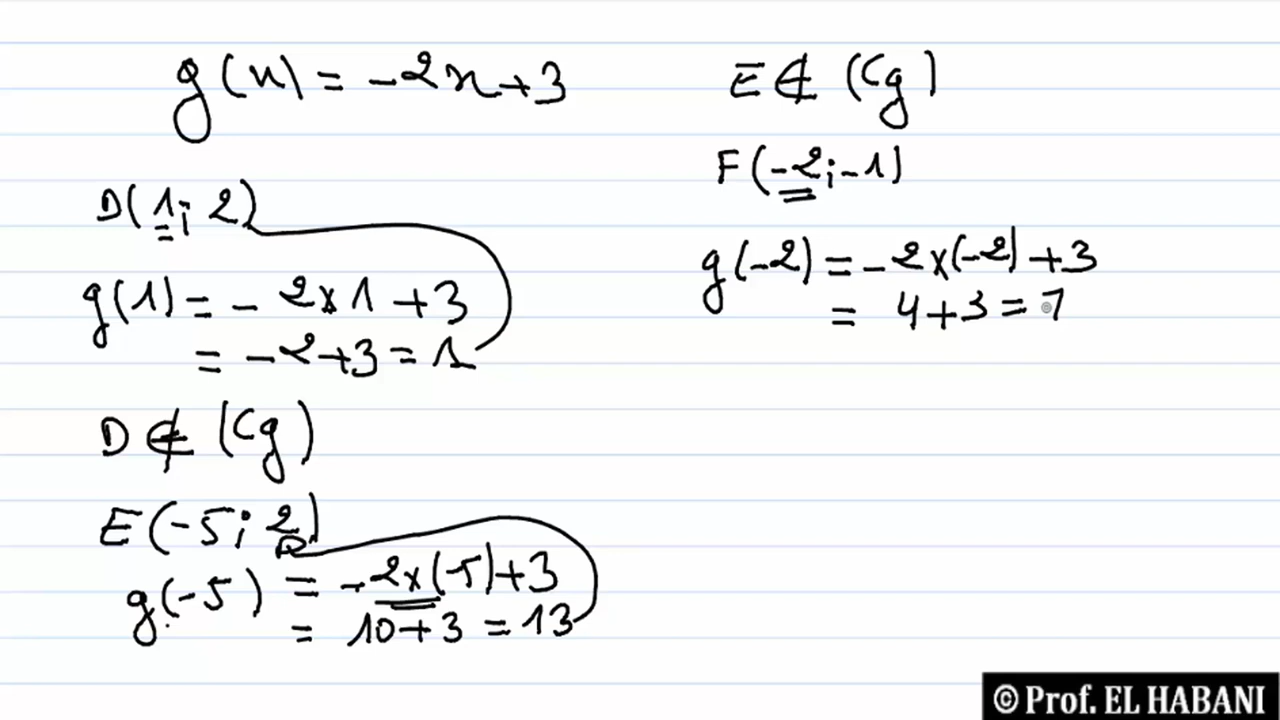 g(x) = -2x+3
D(1; 2)
g(1) = - 2x1 + 3
= -2+3 = 1
D ∉ (Cg)
E(-5; 2)
g(-5) = -2x(-5)+3
= 10+3 = 13
E ∉ (Cg)
F(-2; -1)
g(-2) = -2x(-2)+3
= 4+3 = 7
© Prof. EL HABANI